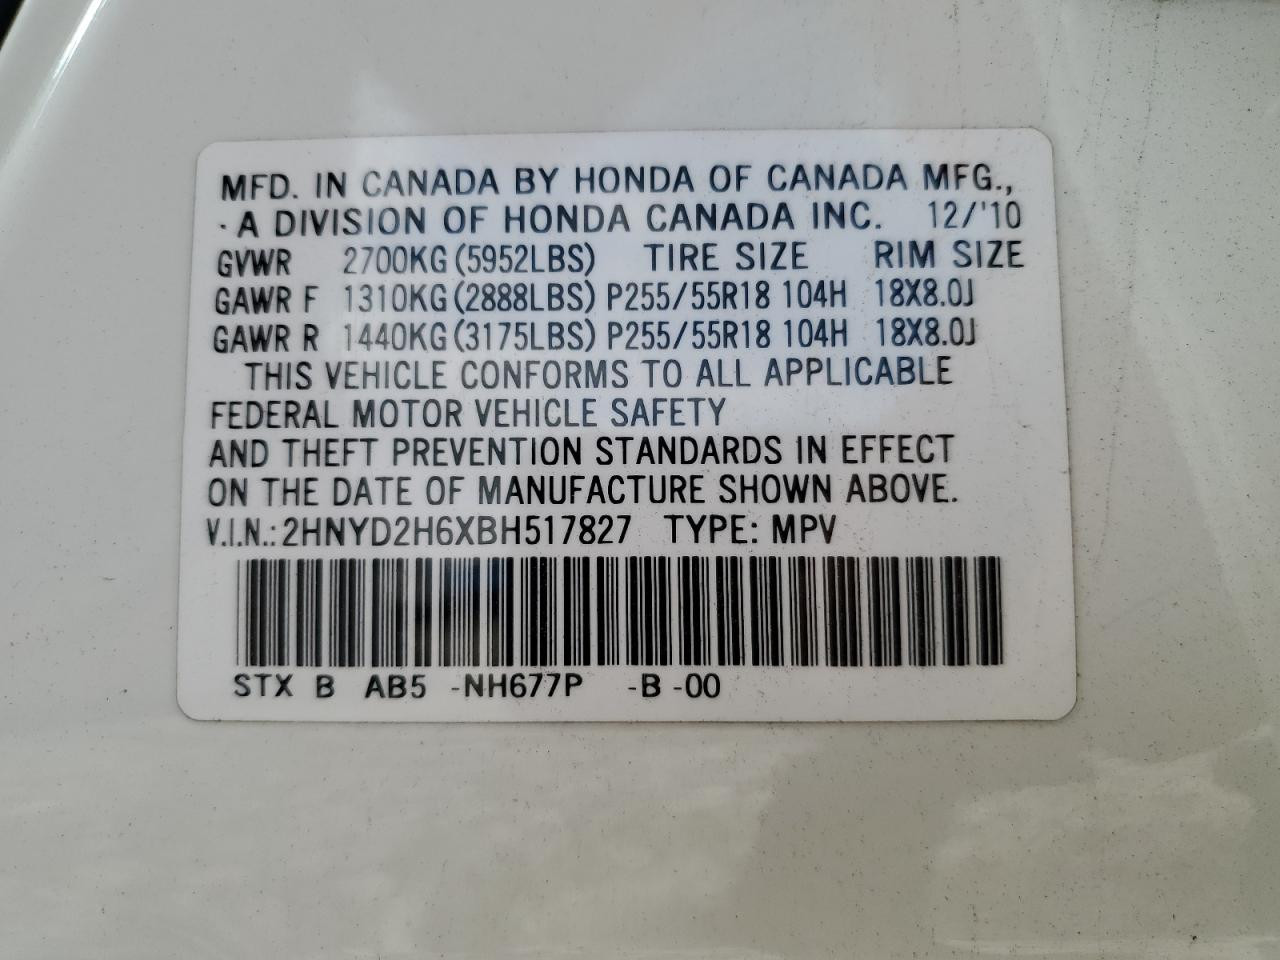 MFD. IN CANADA BY HONDA OF CANADA MFG.,
·A DIVISION OF HONDA CANADA INC. 12/'10
GVWR 2700KG(5952LBS) TIRE SIZE RIM SIZE
GAWR F 1310KG(2888LBS) P255/55R18 104H 18X8.0J
GAWR R 1440KG(3175LBS) P255/55R18 104H 18X8.0J
THIS VEHICLE CONFORMS TO ALL APPLICABLE
FEDERAL MOTOR VEHICLE SAFETY
AND THEFT PREVENTION STANDARDS IN EFFECT
ON THE DATE OF MANUFACTURE SHOWN ABOVE.
V.I.N.: 2HNYD2H6XBH517827 TYPE: MPV
STX B AB5 -NH677P -B -00